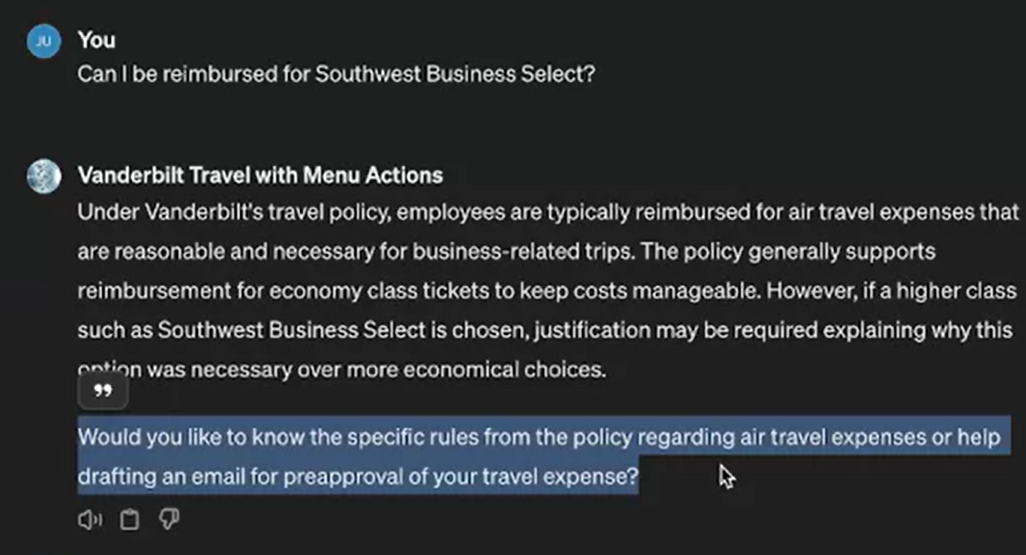 JU
You
Can I be reimbursed for Southwest Business Select?
Vanderbilt Travel with Menu Actions
Under Vanderbilt's travel policy, employees are typically reimbursed for air travel expenses that
are reasonable and necessary for business-related trips. The policy generally supports
reimbursement for economy class tickets to keep costs manageable. However, if a higher class
such as Southwest Business Select is chosen, justification may be required explaining why this
option was necessary over more economical choices.
Would you like to know the specific rules from the policy regarding air travel expenses or help
drafting an email for preapproval of your travel expense?